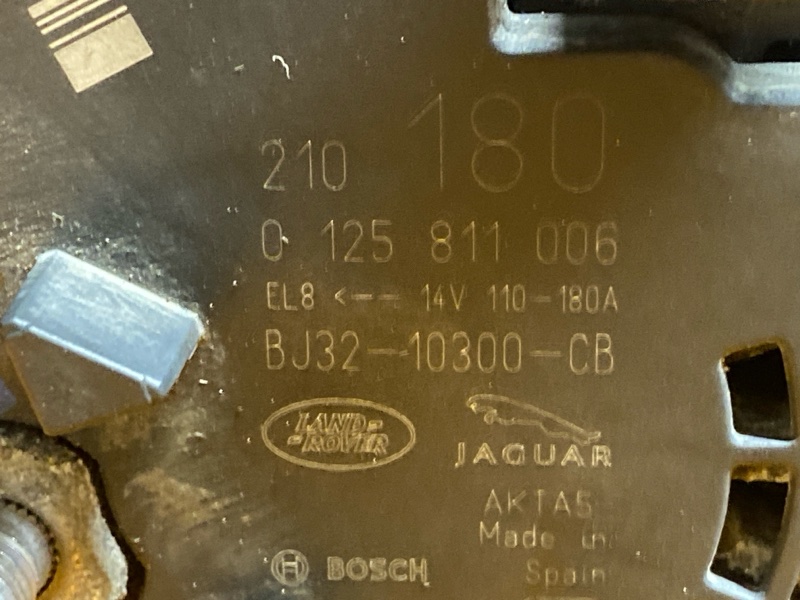 210 180
0 125 811 006
EL8 <-- 14V 110-180A
BJ32-10300-CB
LAND-
-ROVER
JAGUAR
AKTAS
Made in
Spain
BOSCH